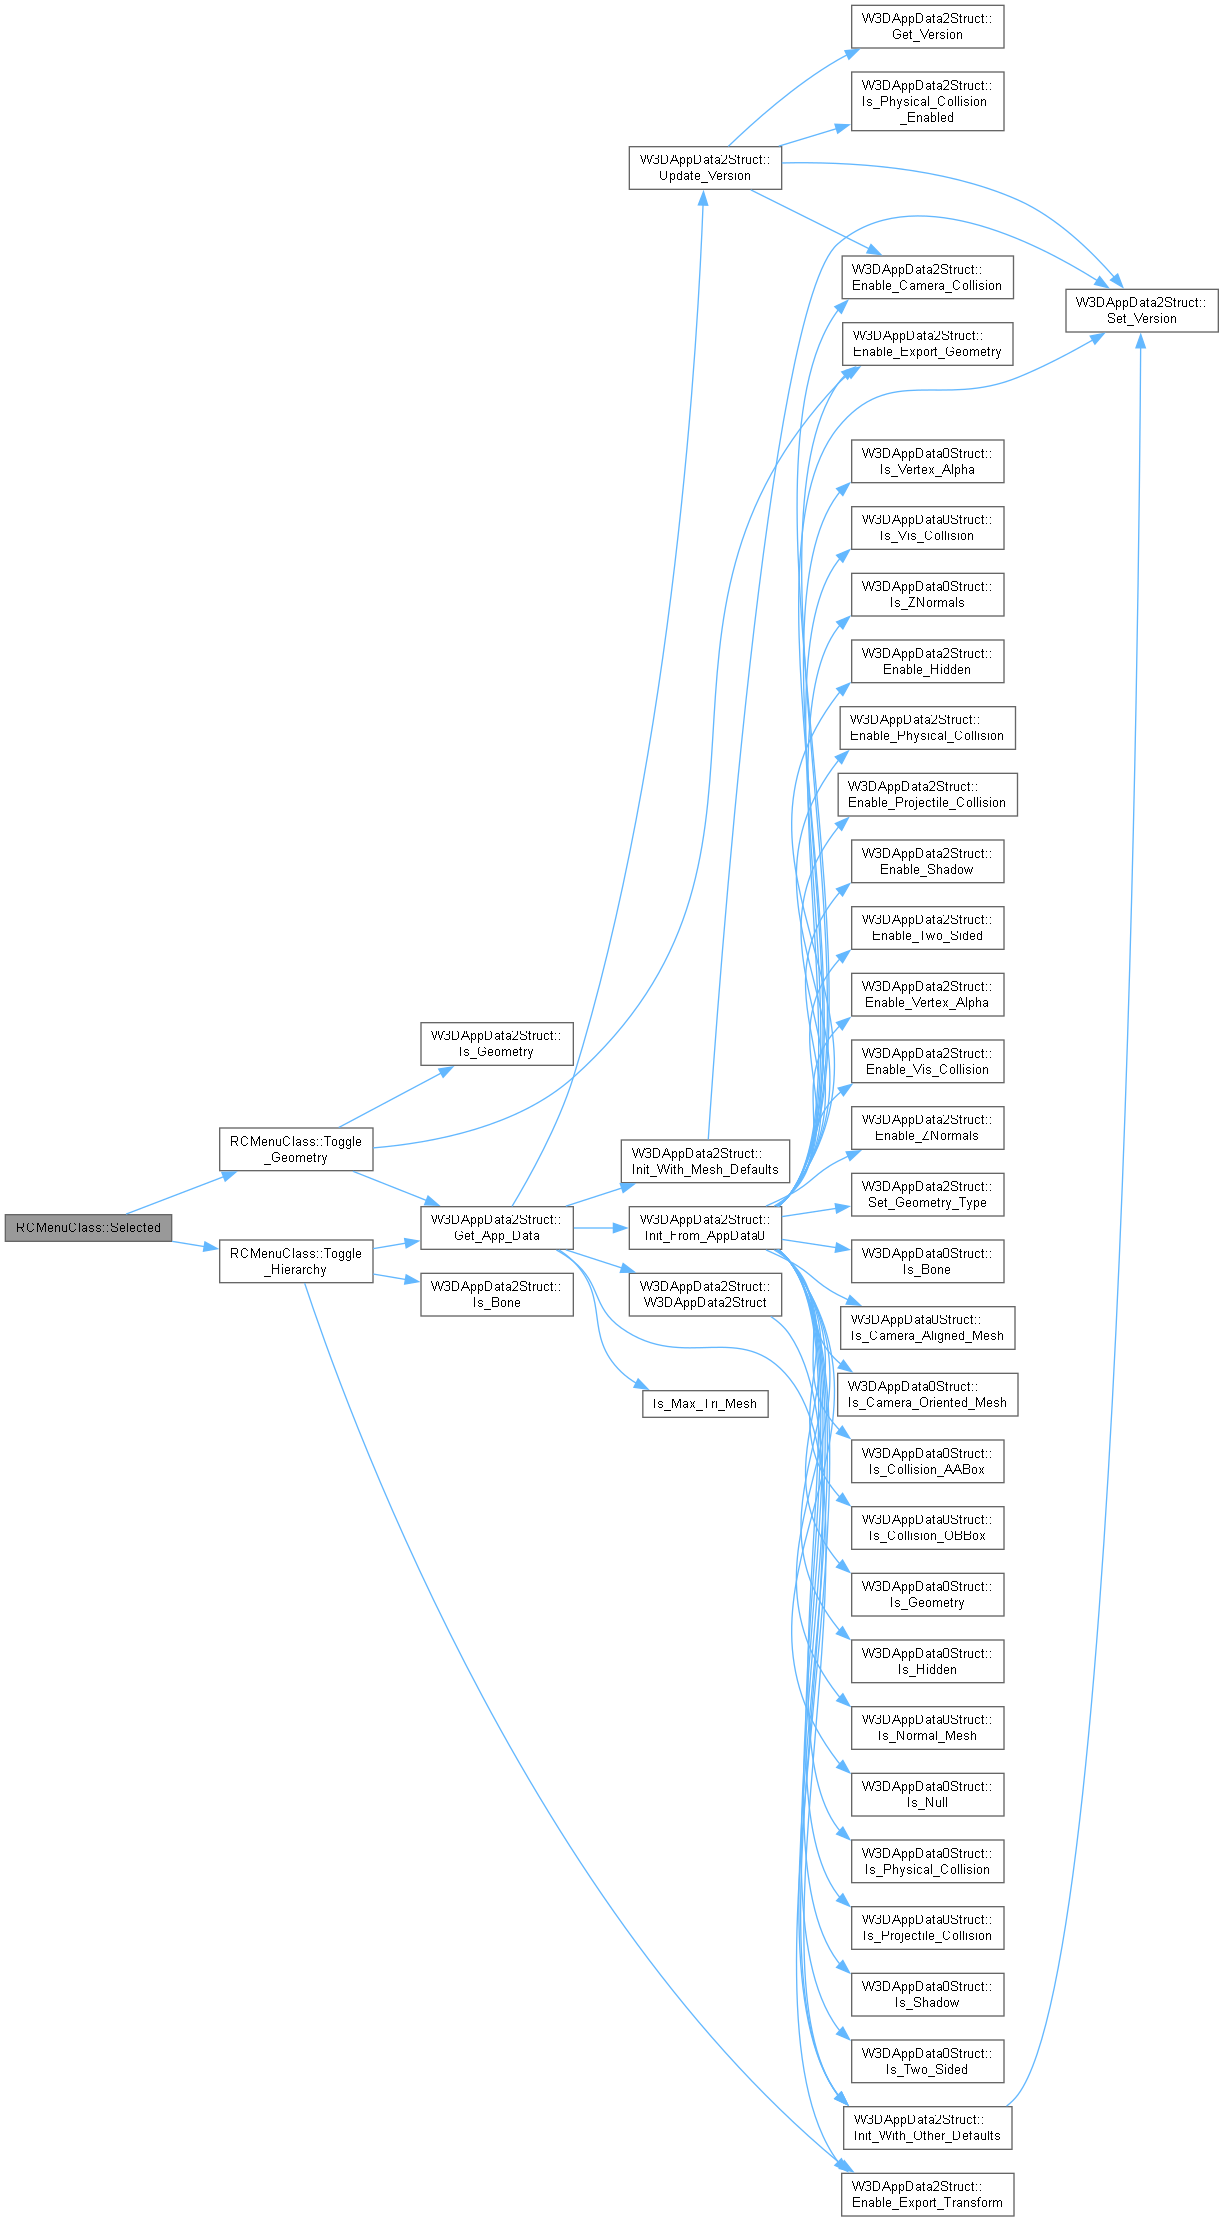 W3DAppData2Struct::
Get_Version
W3DAppData2Struct::
Is_Physical_Collision
_Enabled
W3DAppData2Struct::
Update_Version
W3DAppData2Struct::
Enable_Camera_Collision
W3DAppData2Struct::
Set_Version
W3DAppData2Struct::
Enable_Export_Geometry
W3DAppData0Struct::
Is_Vertex_Alpha
W3DAppData0Struct::
Is_Vis_Collision
W3DAppData0Struct::
Is_ZNormals
W3DAppData2Struct::
Enable_Hidden
W3DAppData2Struct::
Enable_Physical_Collision
W3DAppData2Struct::
Enable_Projectile_Collision
W3DAppData2Struct::
Enable_Shadow
W3DAppData2Struct::
Enable_Two_Sided
W3DAppData2Struct::
Enable_Vertex_Alpha
W3DAppData2Struct::
Is_Geometry
W3DAppData2Struct::
Enable_Vis_Collision
RCMenuClass::Toggle
_Geometry
W3DAppData2Struct::
Enable_ZNormals
W3DAppData2Struct::
Init_With_Mesh_Defaults
W3DAppData2Struct::
Set_Geometry_Type
RCMenuClass::Selected
W3DAppData2Struct::
Get_App_Data
W3DAppData2Struct::
Init_From_AppData0
RCMenuClass::Toggle
_Hierarchy
W3DAppData0Struct::
Is_Bone
W3DAppData2Struct::
Is_Bone
W3DAppData2Struct::
W3DAppData2Struct
W3DAppData0Struct::
Is_Camera_Aligned_Mesh
Is_Max_Tri_Mesh
W3DAppData0Struct::
Is_Camera_Oriented_Mesh
W3DAppData0Struct::
Is_Collision_AABox
W3DAppData0Struct::
Is_Collision_OBBox
W3DAppData0Struct::
Is_Geometry
W3DAppData0Struct::
Is_Hidden
W3DAppData0Struct::
Is_Normal_Mesh
W3DAppData0Struct::
Is_Null
W3DAppData0Struct::
Is_Physical_Collision
W3DAppData0Struct::
Is_Projectile_Collision
W3DAppData0Struct::
Is_Shadow
W3DAppData0Struct::
Is_Two_Sided
W3DAppData2Struct::
Init_With_Other_Defaults
W3DAppData2Struct::
Enable_Export_Transform